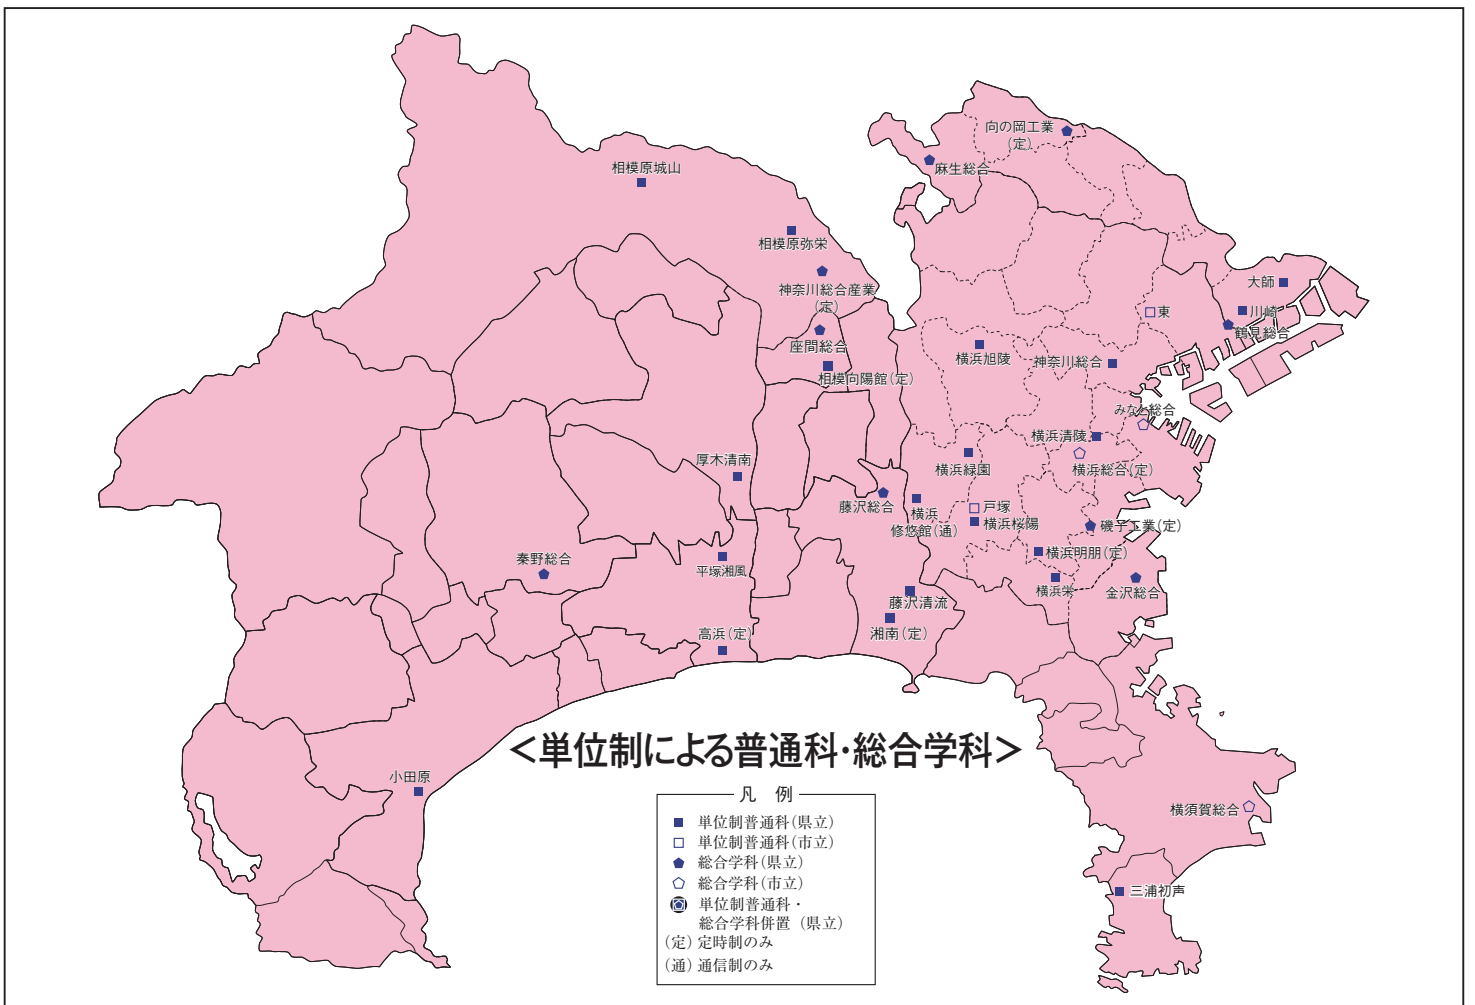 向の岡工業
(定)
麻生総合
相模原城山
相模原弥栄
神奈川総合産業
(定)
大師
川崎
鶴見総合
東
座間総合
横浜旭陵
神奈川総合
相模向陽館(定)
みなと総合
横浜清陵
横浜緑園
横浜総合(定)
厚木清南
藤沢総合
横浜
修悠館(通)
戸塚
横浜桜陽
磯子工業(定)
横浜明朋(定)
秦野総合
平塚湘風
横浜栄
金沢総合
藤沢清流
湘南(定)
高浜(定)
<単位制による普通科・総合学科>
小田原
横須賀総合
三浦初声
凡 例
単位制普通科(県立)
単位制普通科(市立)
総合学科(県立)
総合学科(市立)
単位制普通科・
総合学科併置 (県立)
(定) 定時制のみ
(通) 通信制のみ